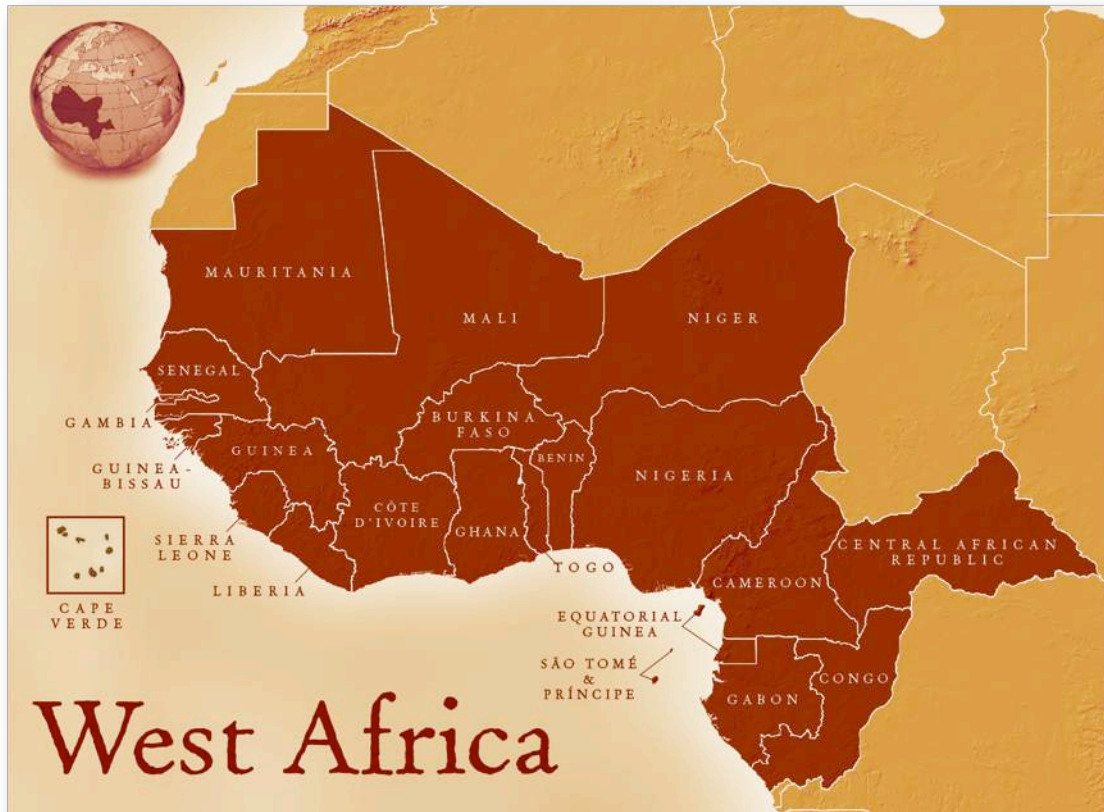 MAURITANIA
MALI
NIGER
SENEGAL
GAMBIA
BURKINA
FASO
GUINEA
BENIN
NIGERIA
GUINEA-
BISSAU
CÔTE
D'IVOIRE
GHANA
SIERRA
LEONE
CENTRAL AFRICAN
REPUBLIC
TOGO
LIBERIA
CAMEROON
CAPE
VERDE
EQUATORIAL
GUINEA
SÃO TOMÉ
&
PRÍNCIPE
GABON
CONGO
West Africa